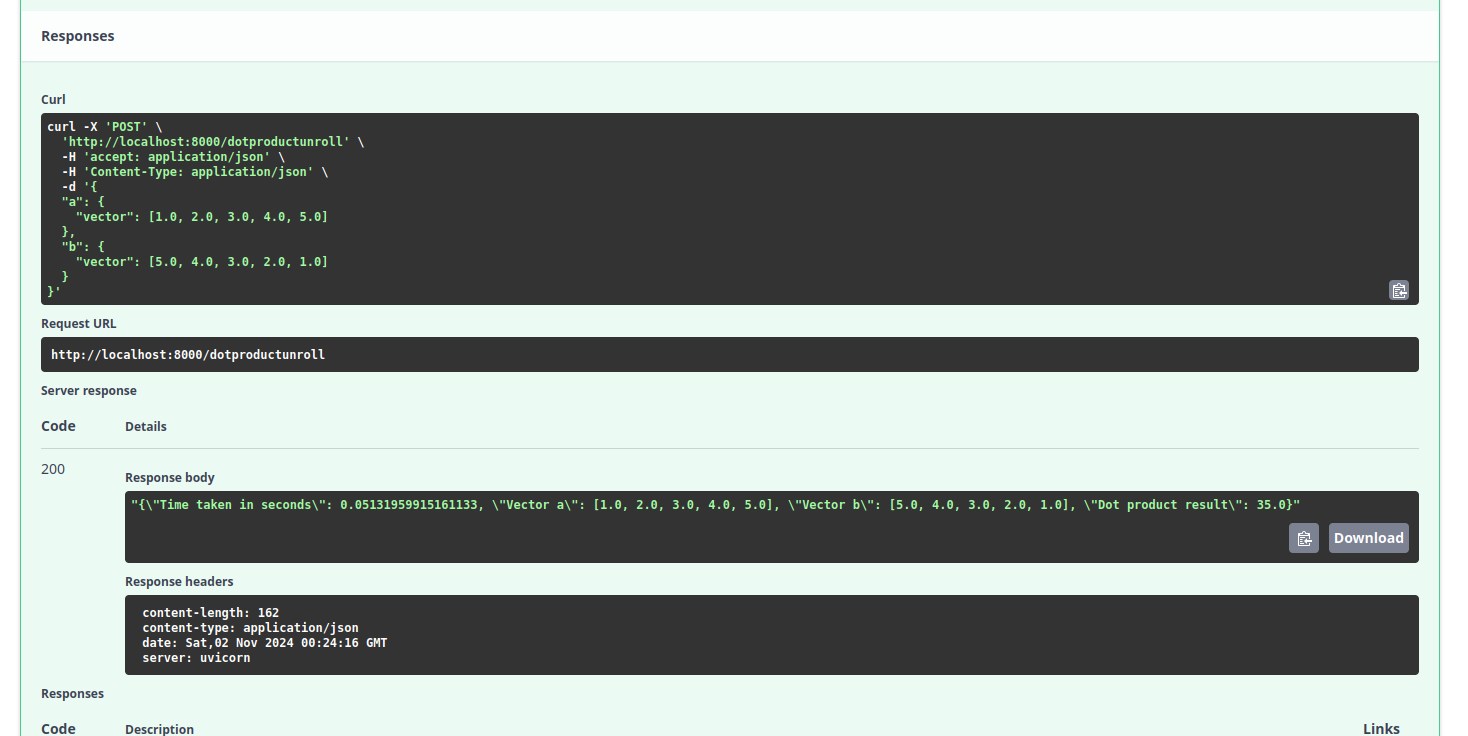 Responses
Curl
curl -X 'POST' \
  'http://localhost:8000/dotproductunroll' \
  -H 'accept: application/json' \
  -H 'Content-Type: application/json' \
  -d '{
  "a": {
    "vector": [1.0, 2.0, 3.0, 4.0, 5.0]
  },
  "b": {
    "vector": [5.0, 4.0, 3.0, 2.0, 1.0]
  }
}'
Request URL
http://localhost:8000/dotproductunroll
Server response
Code Details
200
Response body
"{\"Time taken in seconds\": 0.05131959915161133, \"Vector a\": [1.0, 2.0, 3.0, 4.0, 5.0], \"Vector b\": [5.0, 4.0, 3.0, 2.0, 1.0], \"Dot product result\": 35.0}"
Download
Response headers
content-length: 162
content-type: application/json
date: Sat,02 Nov 2024 00:24:16 GMT
server: uvicorn
Responses
Code Description Links